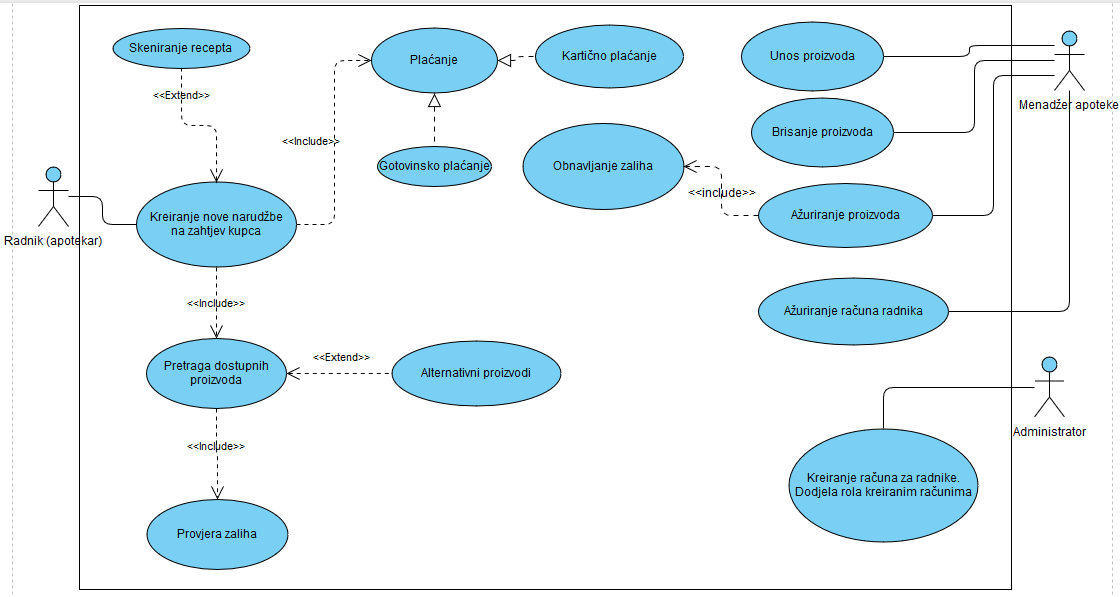 Skeniranje recepta
<<Extend>>
Plaćanje
Kartično plaćanje
Unos proizvoda
Menadžer apoteke
<<Include>>
Gotovinsko plaćanje
Obnavljanje zaliha
Brisanje proizvoda
<<include>>
Ažuriranje proizvoda
Radnik (apotekar)
Kreiranje nove narudžbe
na zahtjev kupca
<<Include>>
Ažuriranje računa radnika
Pretraga dostupnih
proizvoda
<<Extend>>
Alternativni proizvodi
Administrator
<<Include>>
Kreiranje računa za radnike.
Dodjela rola kreiranim računima
Provjera zaliha